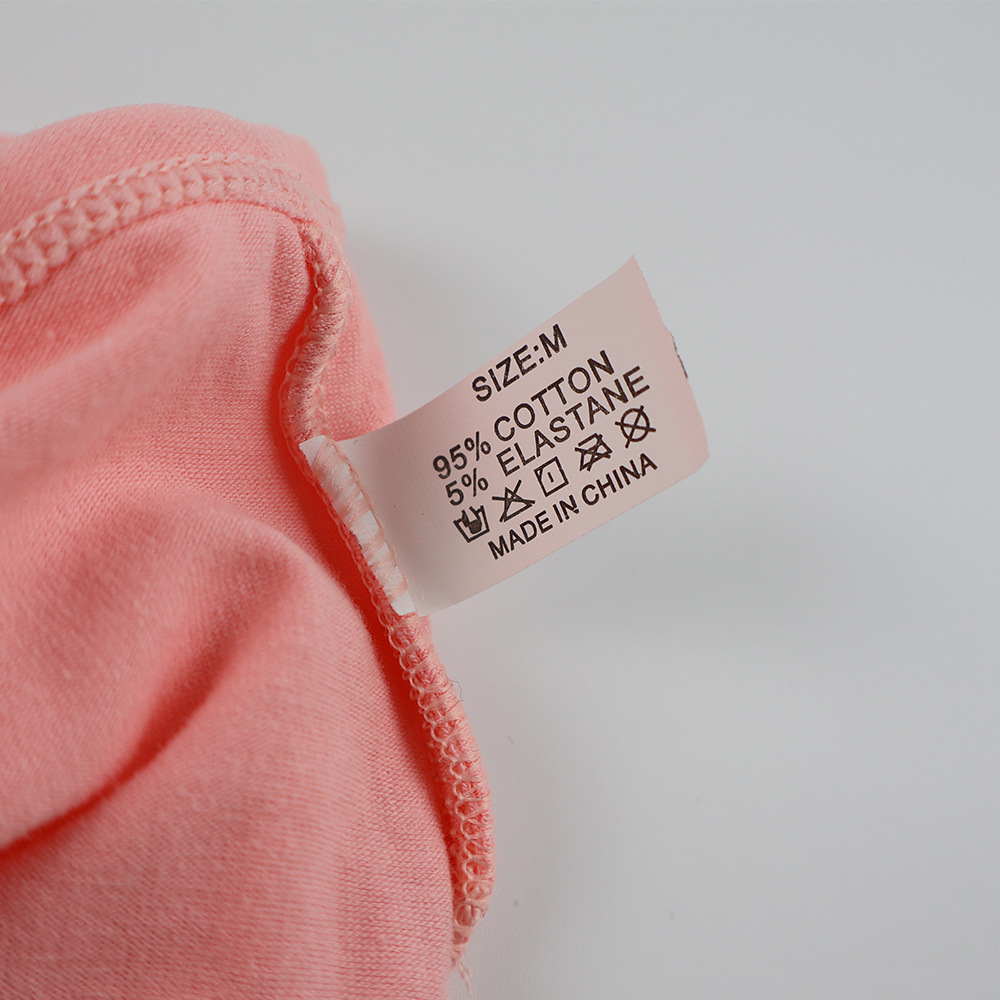 SIZE:M
95% COTTON
5% ELASTANE
MADE IN CHINA